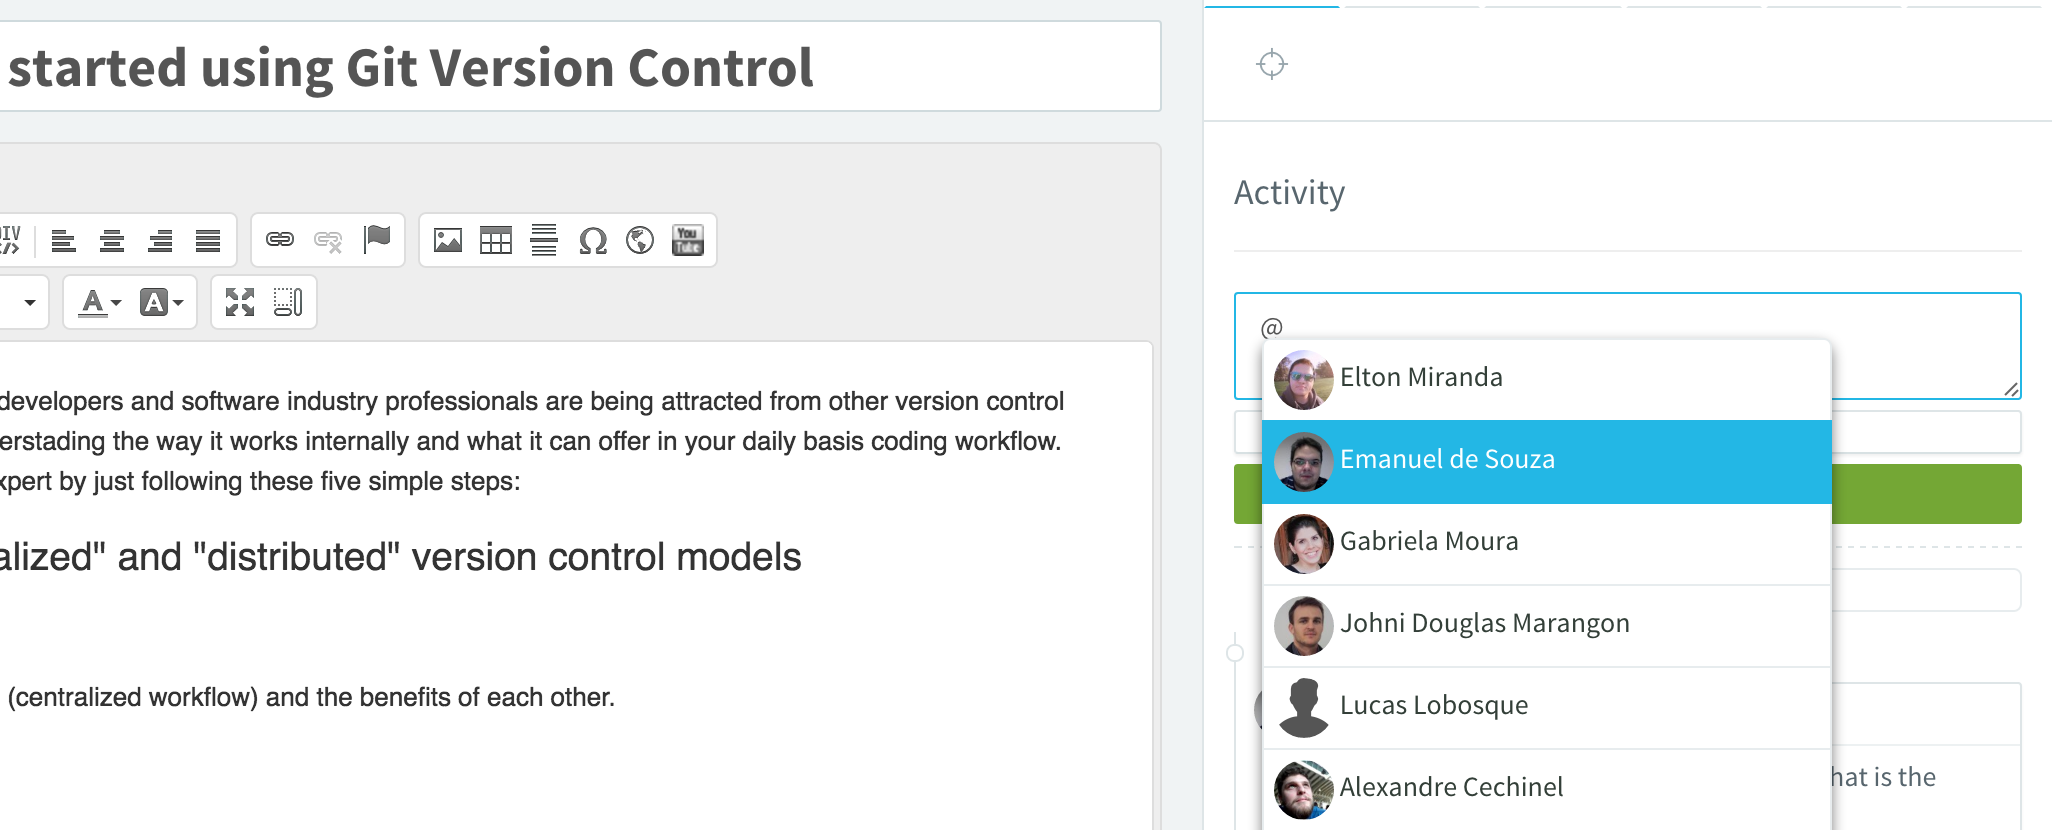 started using Git Version Control
DIV
</>
Ω
You
Tube
A
A
developers and software industry professionals are being attracted from other version control
erstading the way it works internally and what it can offer in your daily basis coding workflow.
xpert by just following these five simple steps:
alized" and "distributed" version control models
(centralized workflow) and the benefits of each other.
Activity
@
Elton Miranda
Emanuel de Souza
Gabriela Moura
Johni Douglas Marangon
Lucas Lobosque
Alexandre Cechinel
hat is the